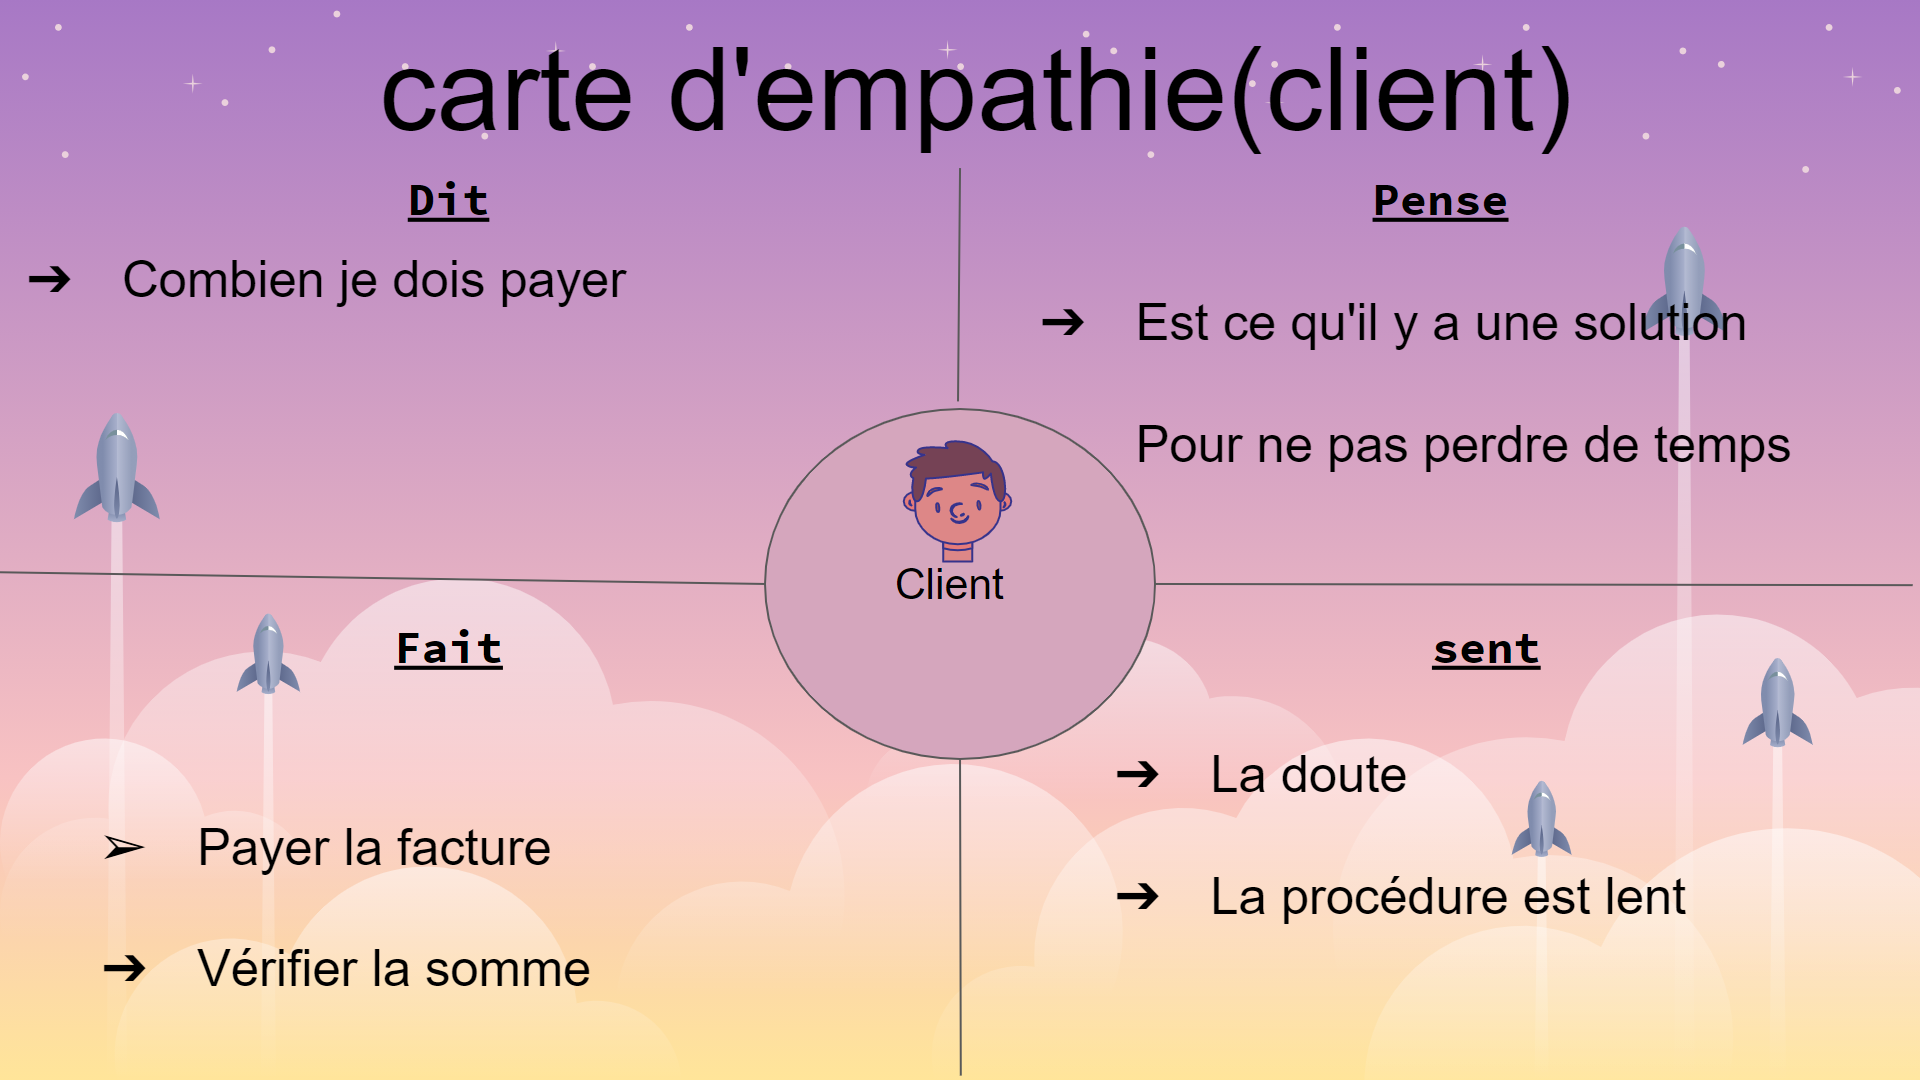 carte d'empathie(client)
Dit
➔ Combien je dois payer
Pense
➔ Est ce qu'il y a une solution
Pour ne pas perdre de temps
Client
Fait
➢ Payer la facture
➔ Vérifier la somme
sent
➔ La doute
➔ La procédure est lent